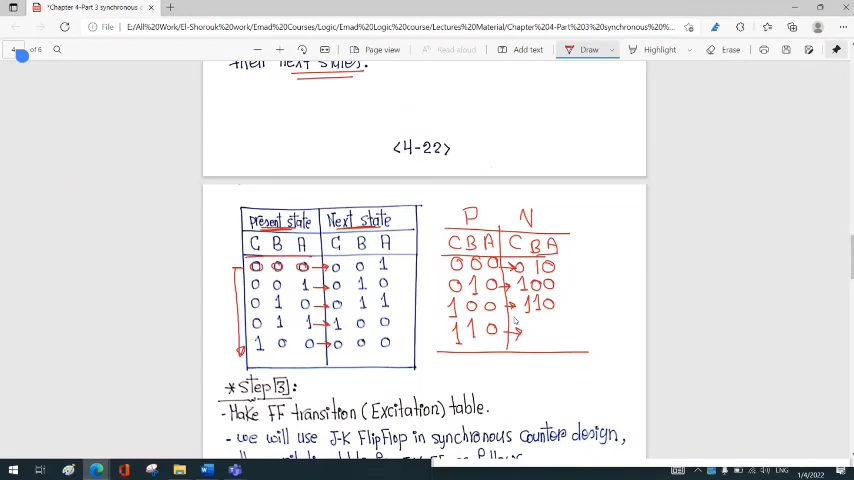 *Chapter 4-Part 3 synchronous c
File E:/All%20Work/El-Shorouk%20work/Emad%20Courses/Logic/Emad%20Logic%20course/Lectures%20Material/Chapter%204-Part%203%20synchronous%...
4 of 6 Page view Read aloud Add text Draw Highlight Erase
their next states.
<4-22>
present state Next state
C B A C B A
0 0 0 → 0 0 1
0 0 1 → 0 1 0
0 1 0 → 0 1 1
0 1 1 → 1 0 0
1 0 0 → 0 0 0
P N
C B A C B A
0 0 0 → 0 1 0
0 1 0 → 1 0 0
1 0 0 → 1 1 0
1 1 0 →
*Step 3:
- Make FF transition (Excitation) table.
- we will use J-K FlipFlop in synchronous counter design,
ENG
1/4/2022